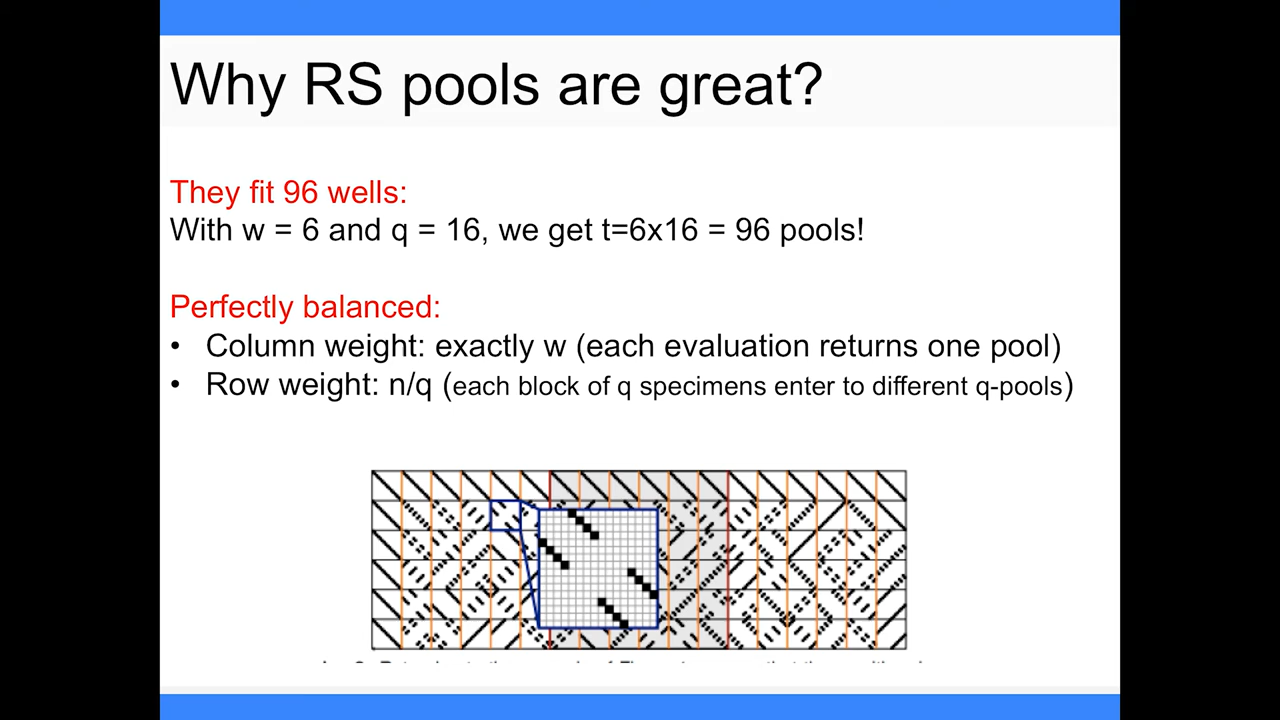 Why RS pools are great?
They fit 96 wells:
With w = 6 and q = 16, we get t=6x16 = 96 pools!
Perfectly balanced:
• Column weight: exactly w (each evaluation returns one pool)
• Row weight: n/q (each block of q specimens enter to different q-pools)